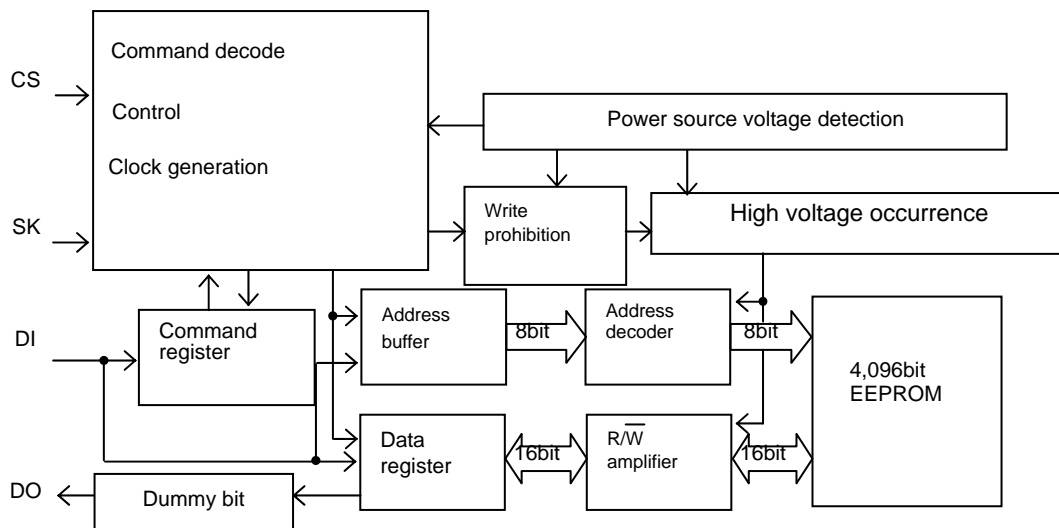 Command decode
CS
Control
Power source voltage detection
Clock generation
SK
Write
prohibition
High voltage occurrence
DI
Command
register
Address
buffer
8bit
Address
decoder
8bit
4,096bit
EEPROM
Data
register
16bit
R/W̅
amplifier
16bit
DO
Dummy bit